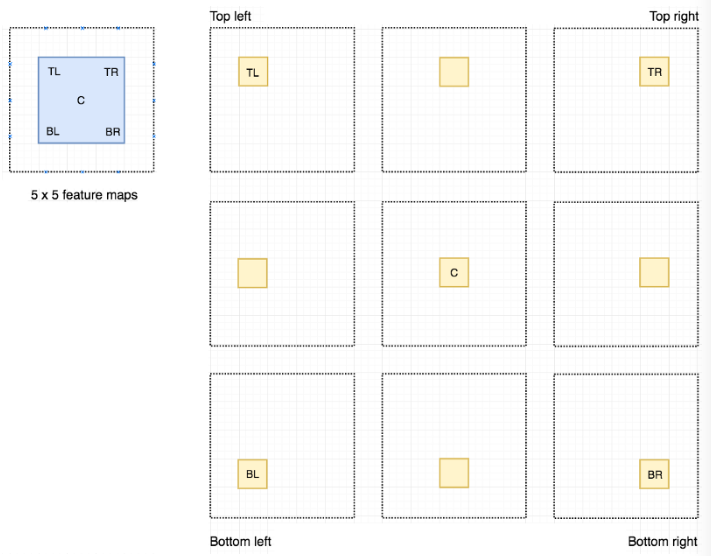 Top left
Top right
TL
TR
C
BL
BR
5 x 5 feature maps
TL
TR
C
BL
BR
Bottom left
Bottom right